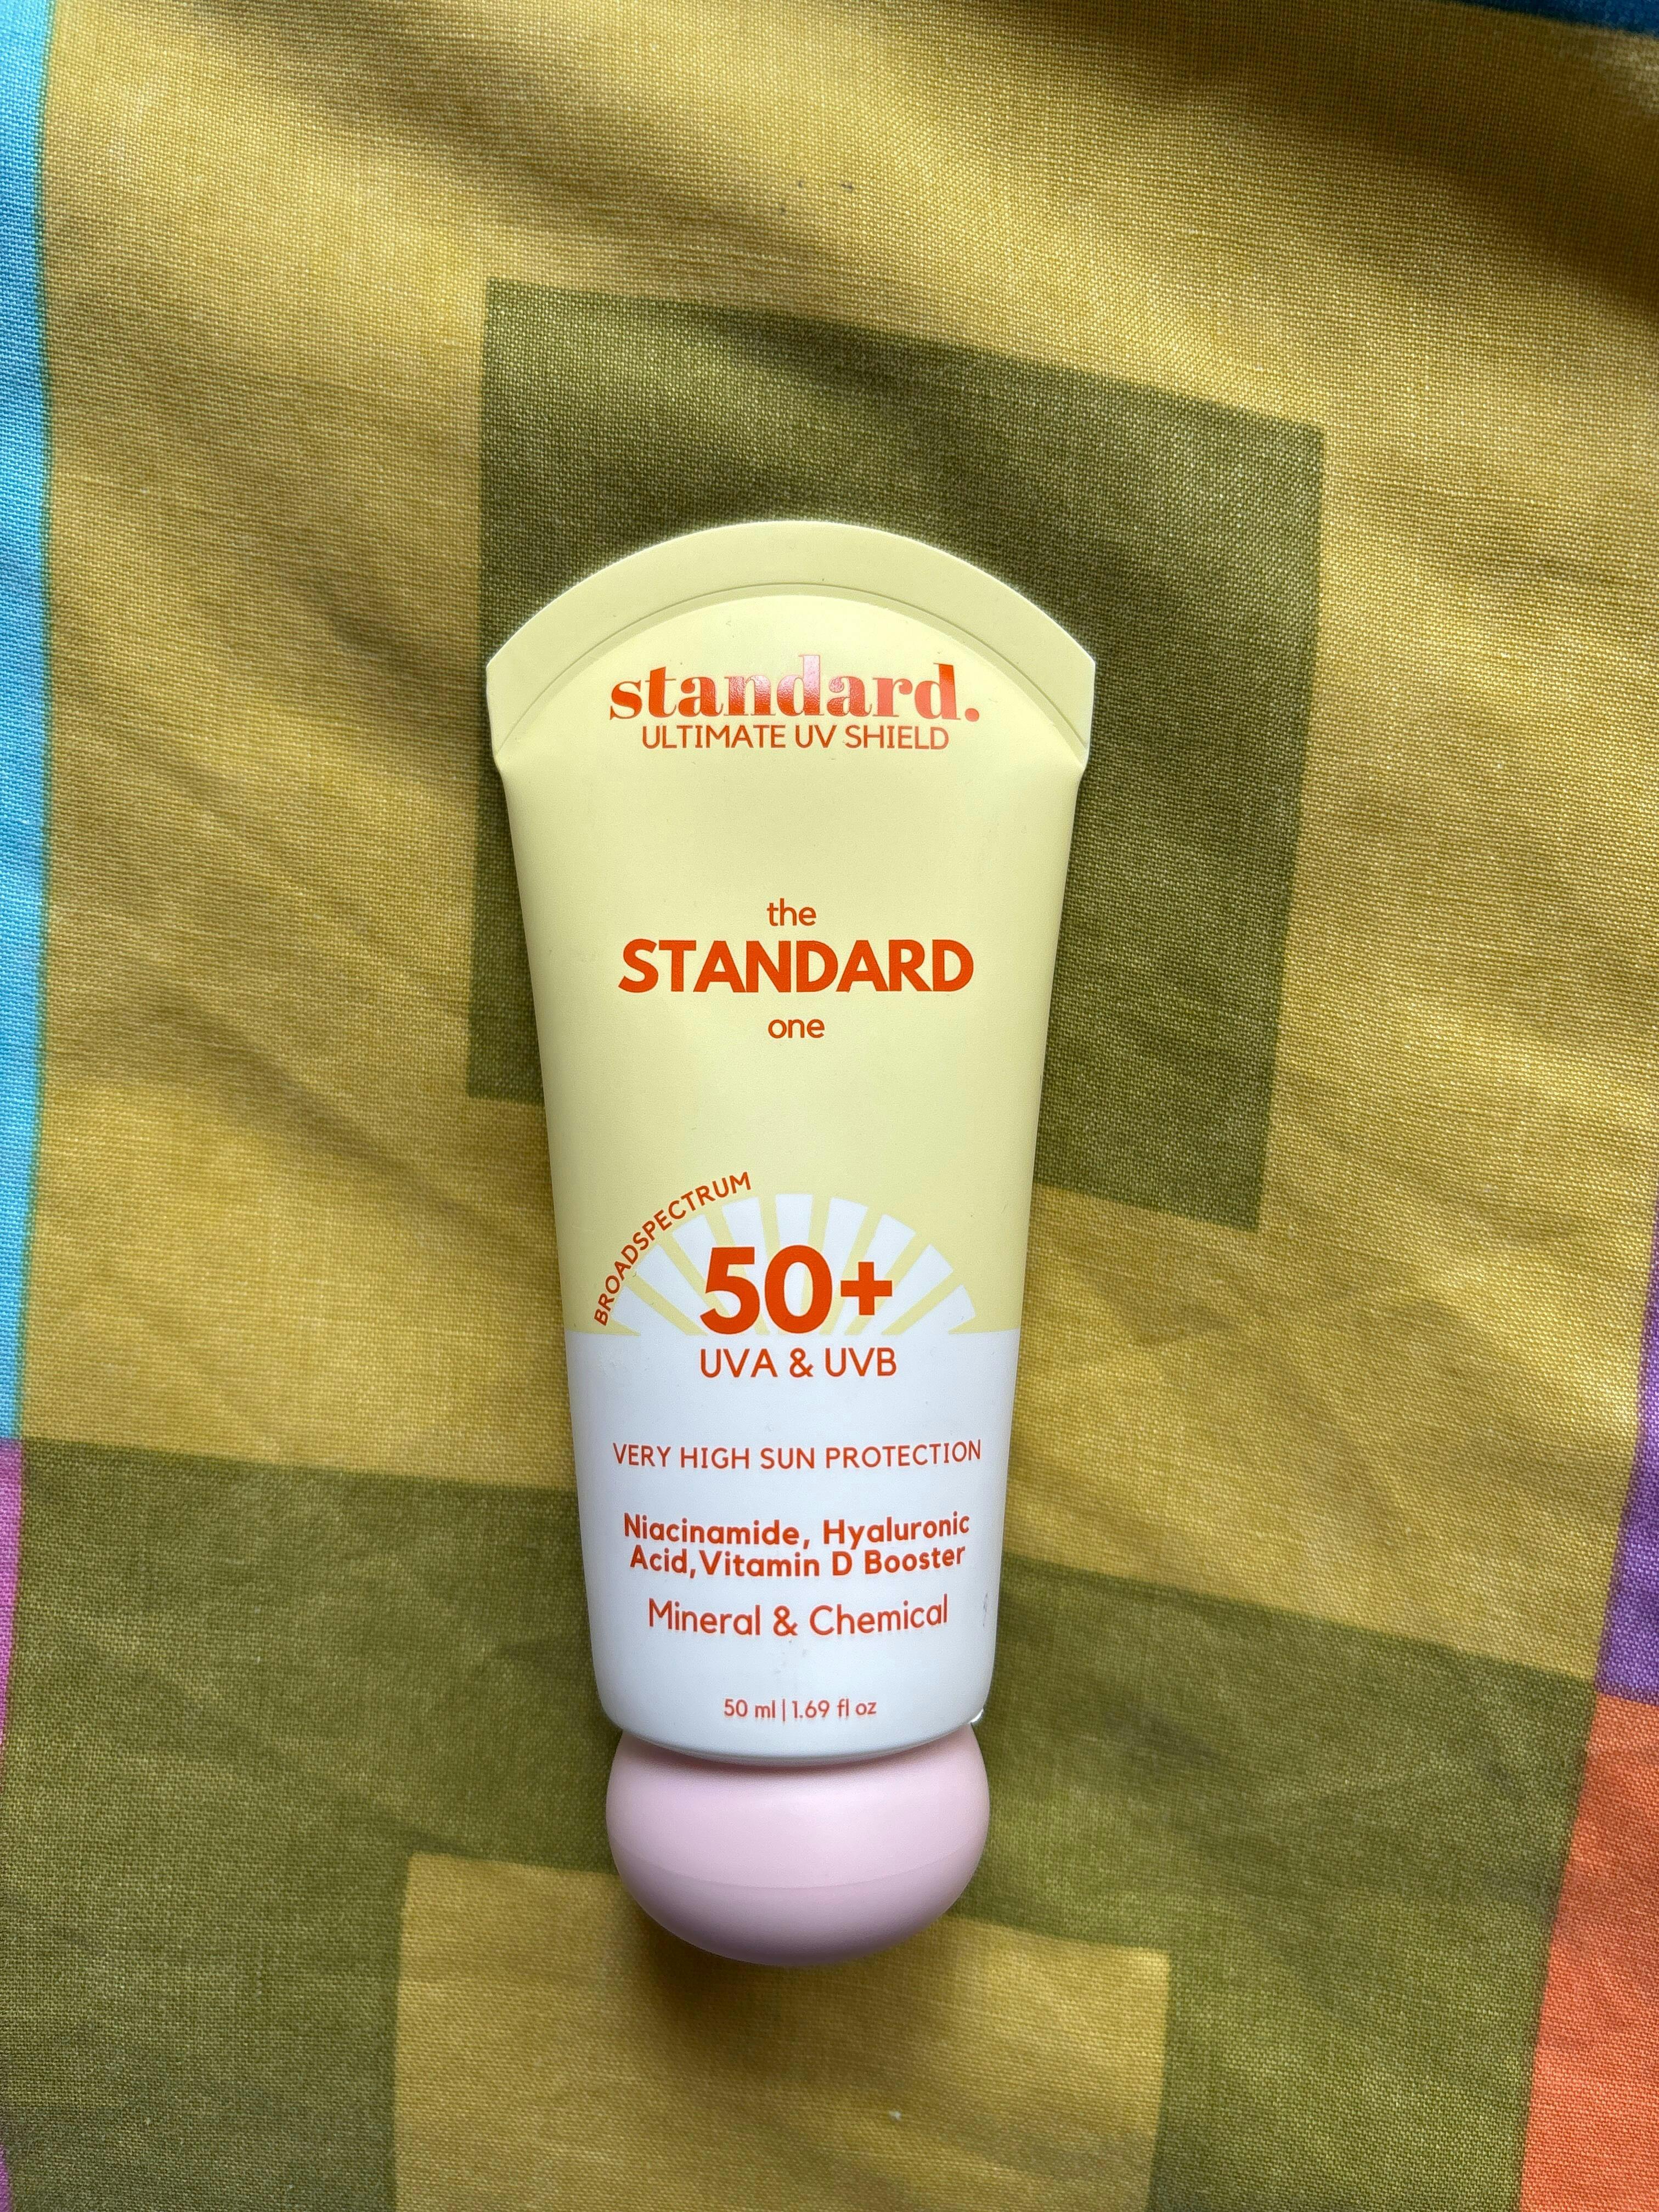 standard.
ULTIMATE UV SHIELD
the
STANDARD
one
BROADSPECTRUM
50+
UVA & UVB
VERY HIGH SUN PROTECTION
Niacinamide, Hyaluronic
Acid,Vitamin D Booster
Mineral & Chemical
50 ml | 1.69 fl oz